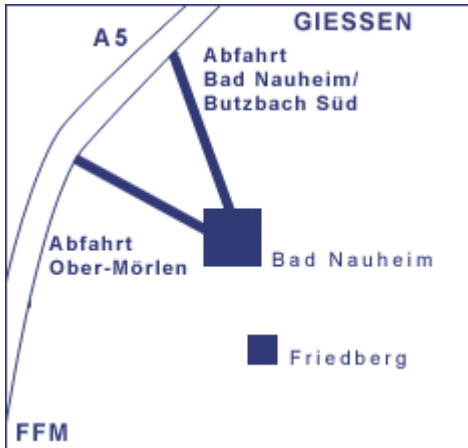 GIESSEN
A5
Abfahrt
Bad Nauheim/
Butzbach Süd
Abfahrt
Ober-Mörlen
Bad Nauheim
Friedberg
FFM